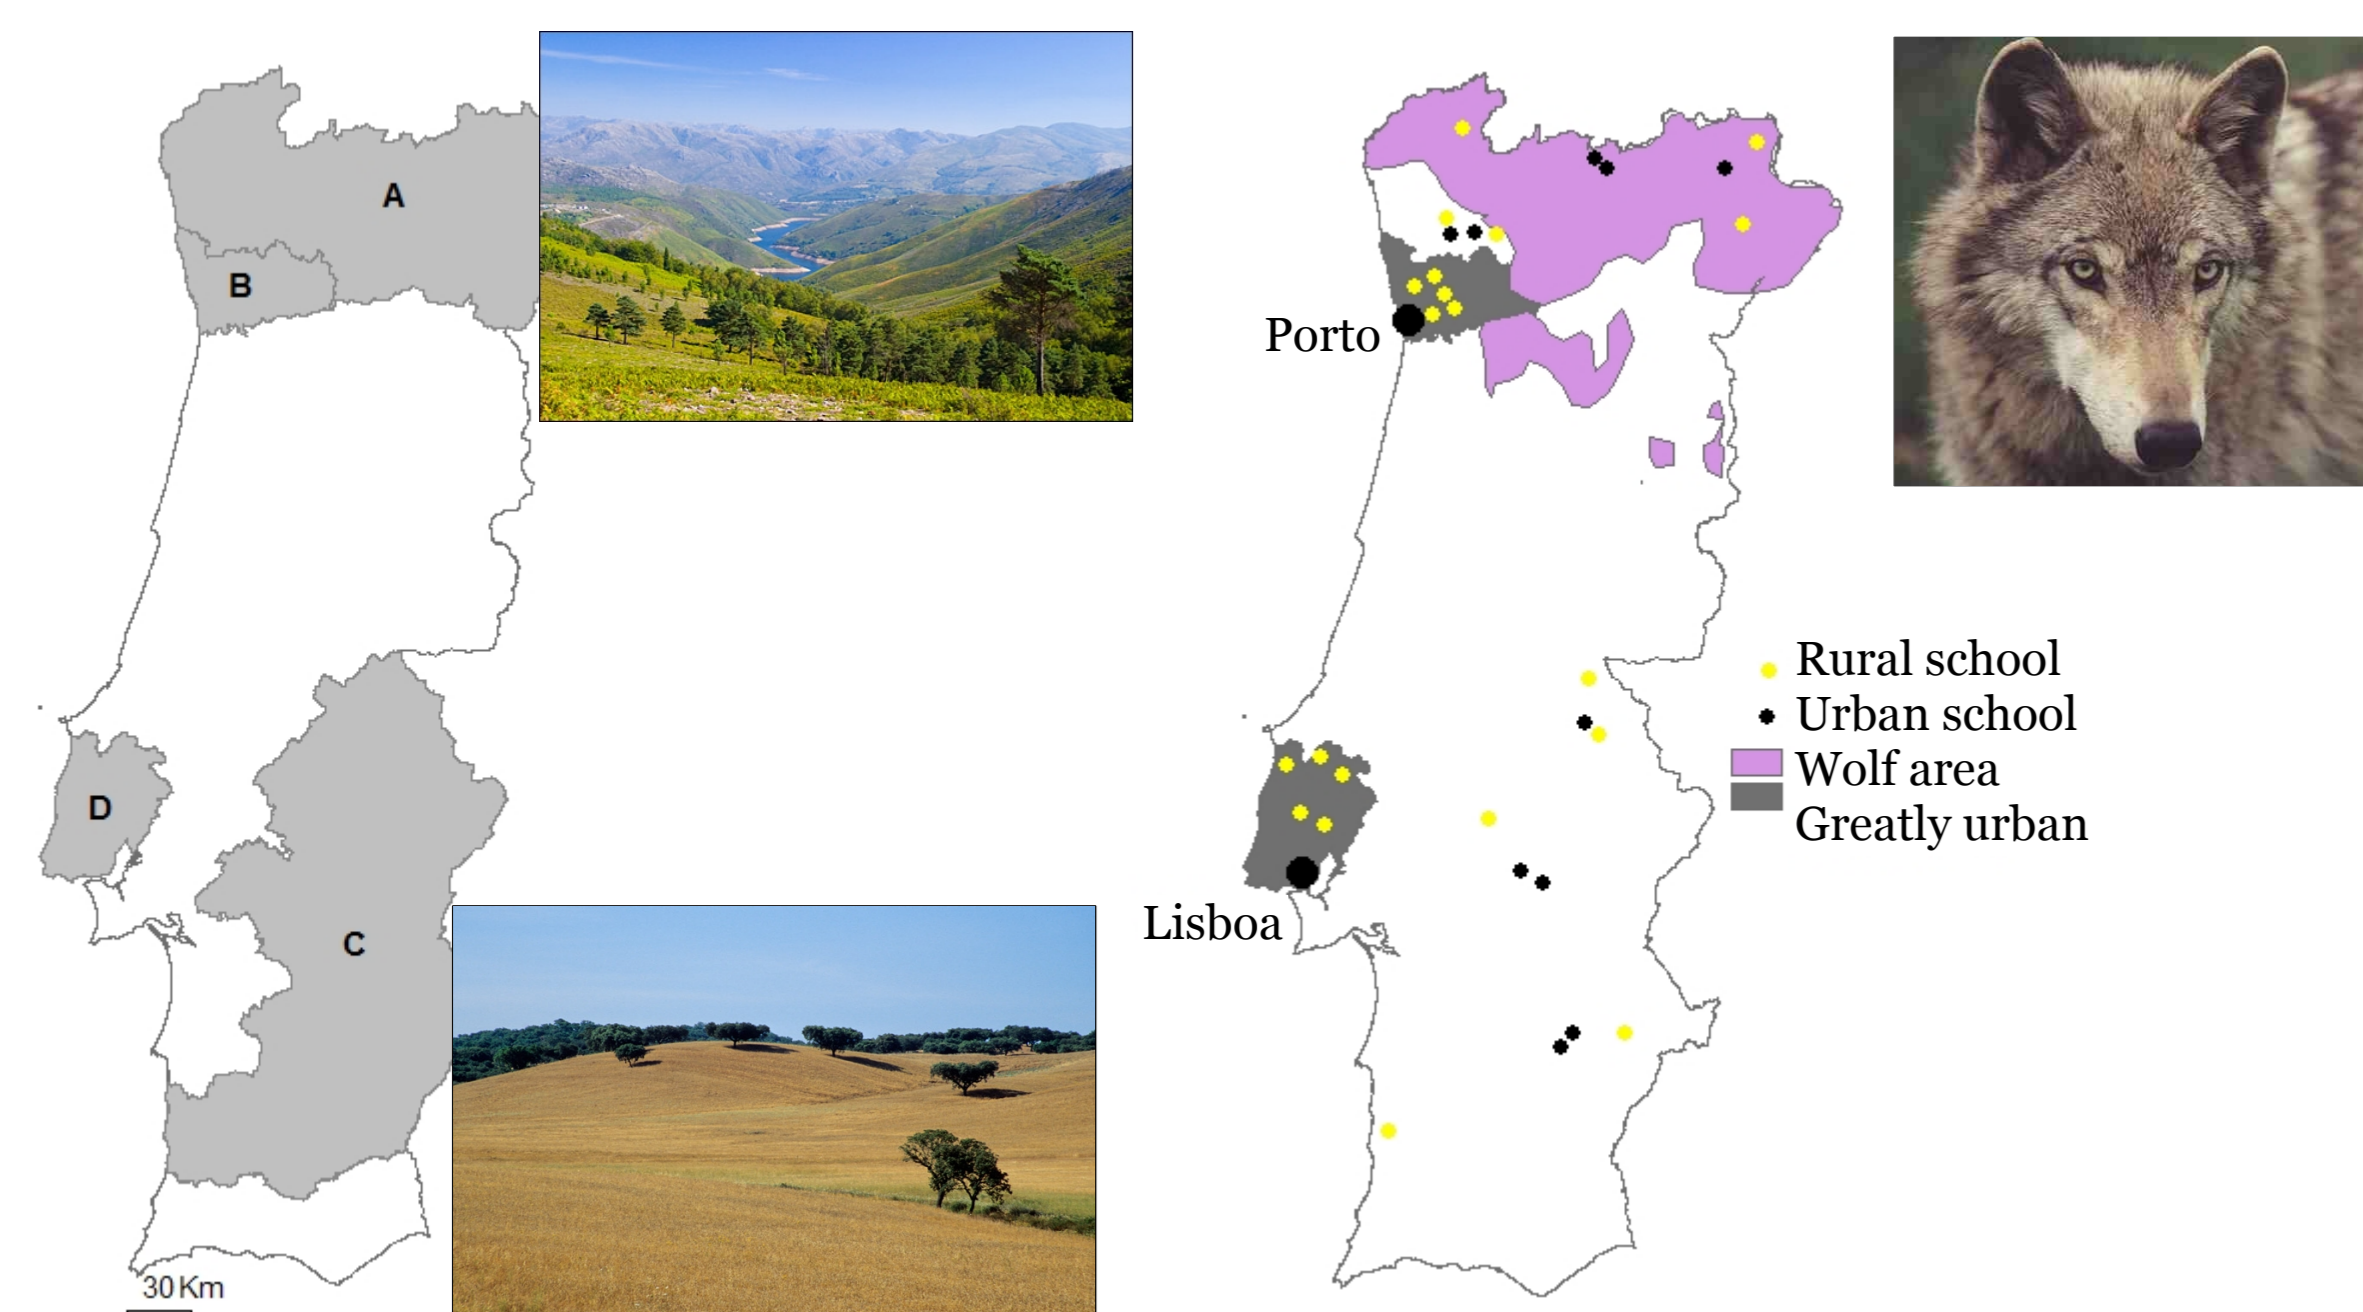 A
B
D
C
30 Km
Porto
Lisboa
Rural school
Urban school
Wolf area
Greatly urban